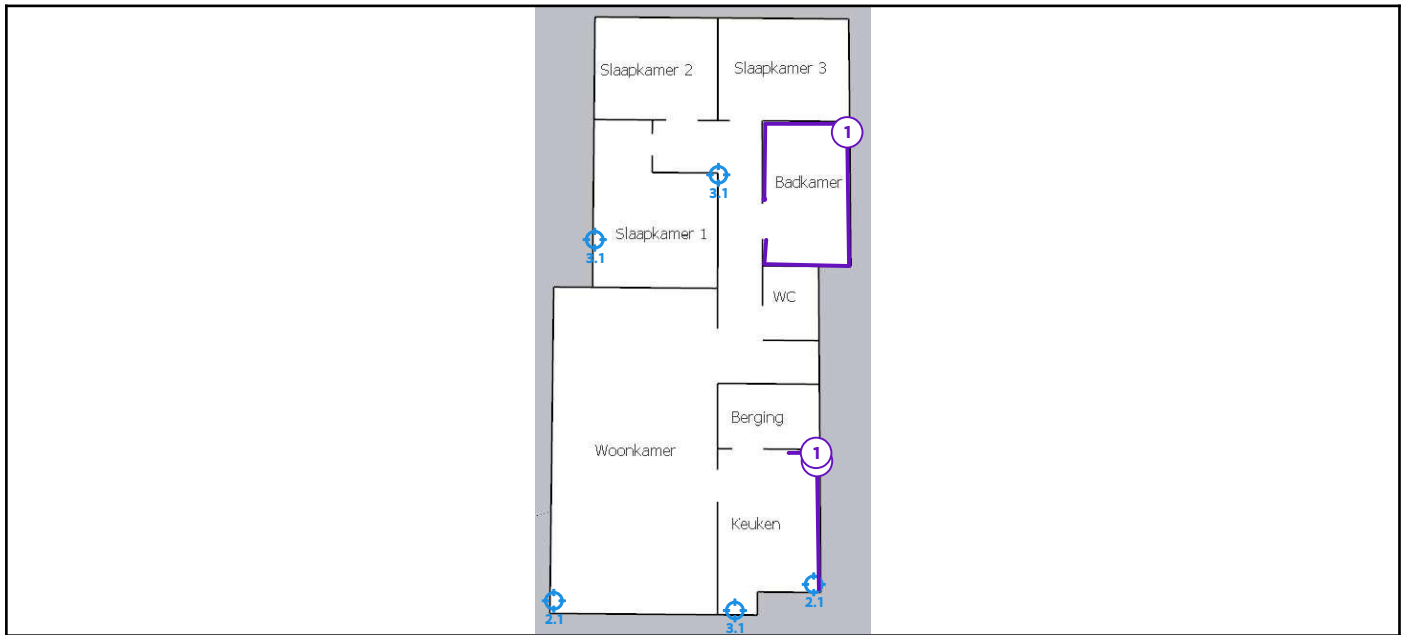 Slaapkamer 2
Slaapkamer 3
1
Badkamer
3.1
Slaapkamer 1
3.1
WC
Berging
Woonkamer
1
Keuken
2.1
2.1
3.1